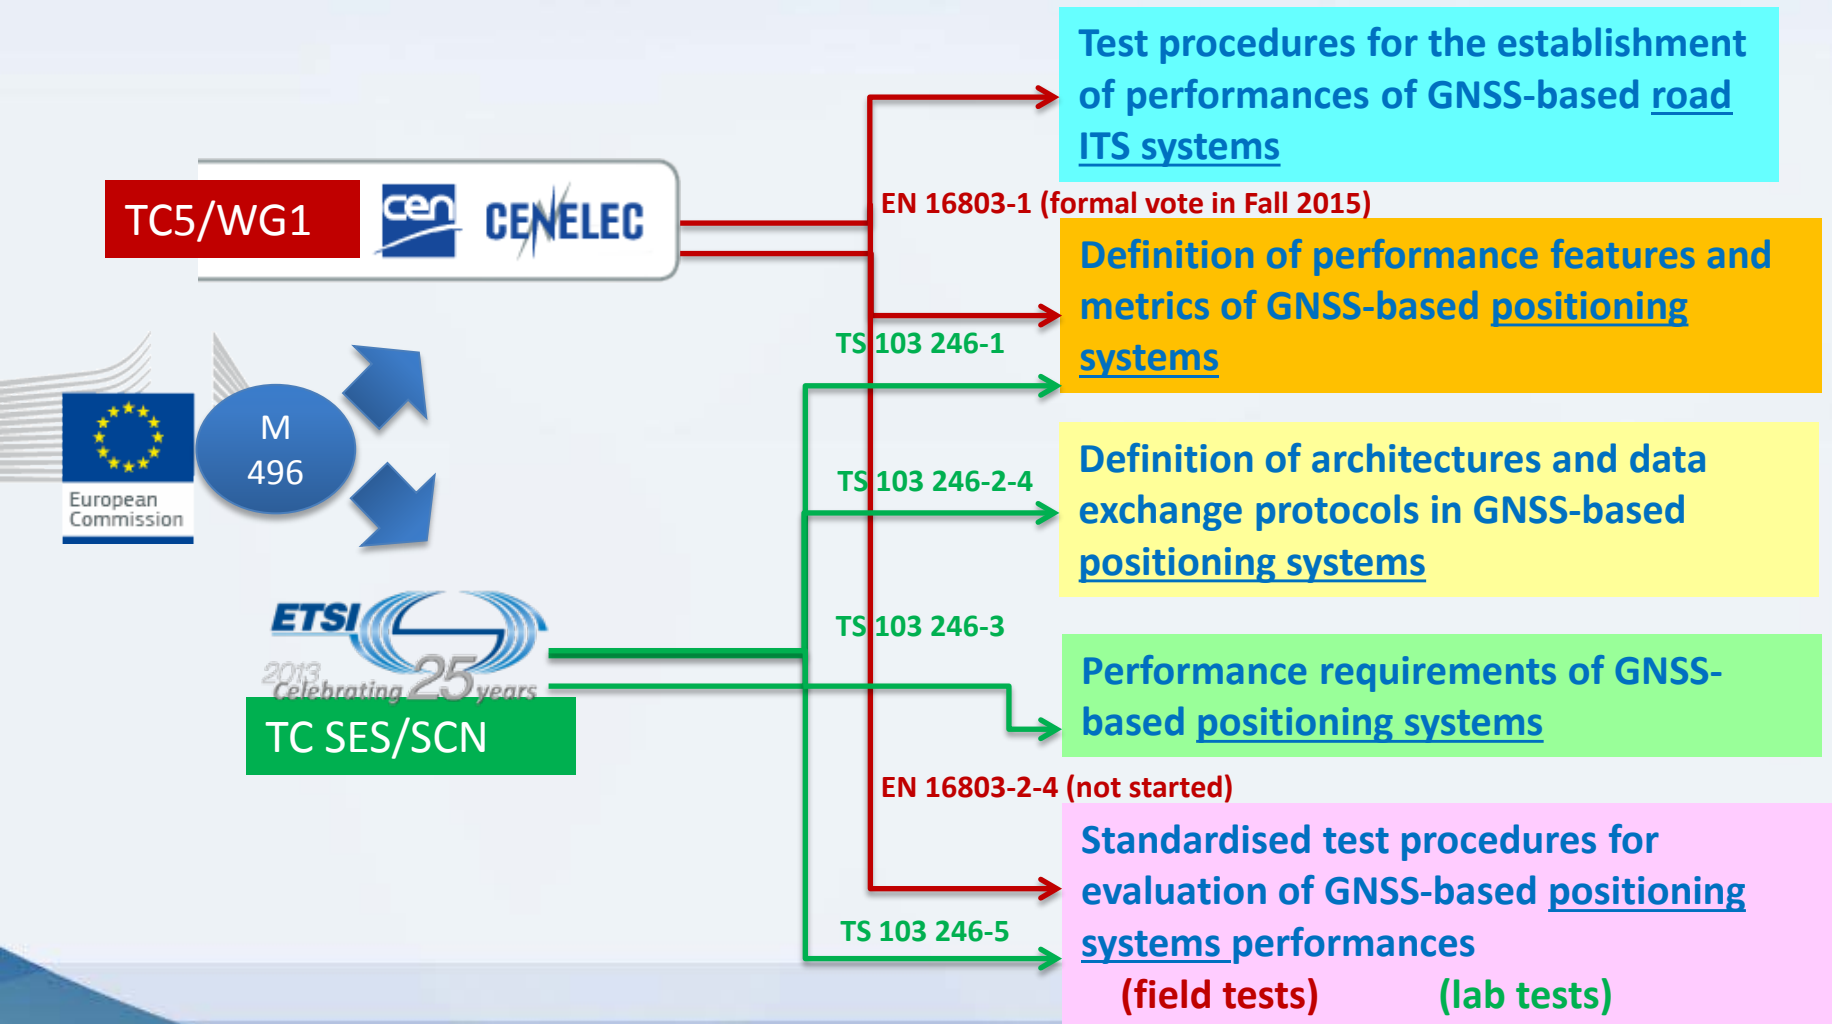 Test procedures for the establishment
of performances of GNSS-based road
ITS systems
TC5/WG1
cen
CENELEC
EN 16803-1 (formal vote in Fall 2015)
Definition of performance features and
metrics of GNSS-based positioning
systems
TS 103 246-1
M
496
European
Commission
TS 103 246-2-4
Definition of architectures and data
exchange protocols in GNSS-based
positioning systems
ETSI
2013
Celebrating 25 years
TC SES/SCN
TS 103 246-3
Performance requirements of GNSS-
based positioning systems
EN 16803-2-4 (not started)
Standardised test procedures for
evaluation of GNSS-based positioning
systems performances
TS 103 246-5
(field tests) (lab tests)